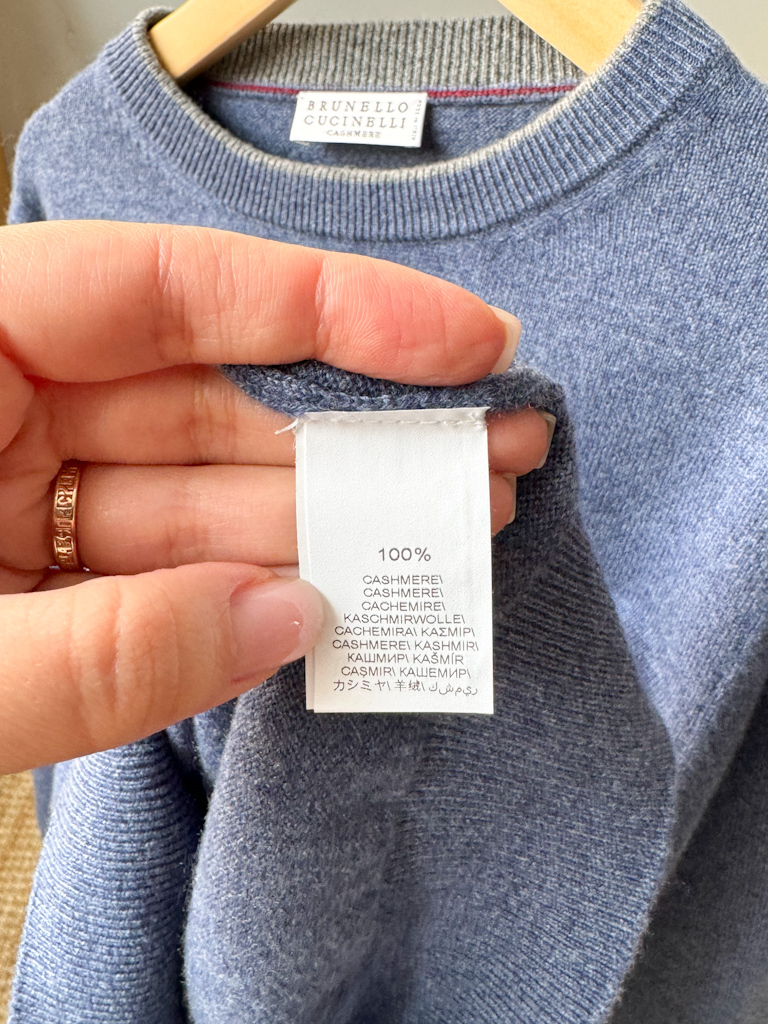 BRUNELLO
CUCINELLI
CASHMERE
100%
CASHMERE\
CASHMERE\
CACHEMIRE\
KASCHMIRWOLLE\
CACHEMIRA\ ΚΑΣΜΙΡ\
CASHMERE\ KASHMIR\
КАШМИР\ KAŠMÍR
CAŞMIR\ КАШЕМИР\
カシミヤ\ 羊绒\ كشمير